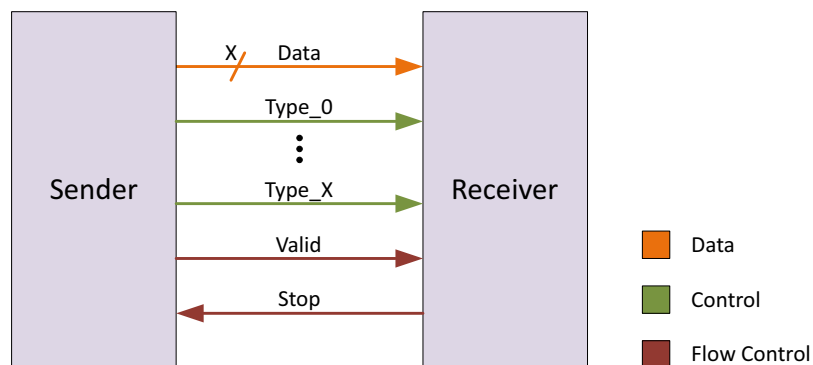 X Data
Type_0
Type_X
Sender
Receiver
Valid
Stop
Data
Control
Flow Control